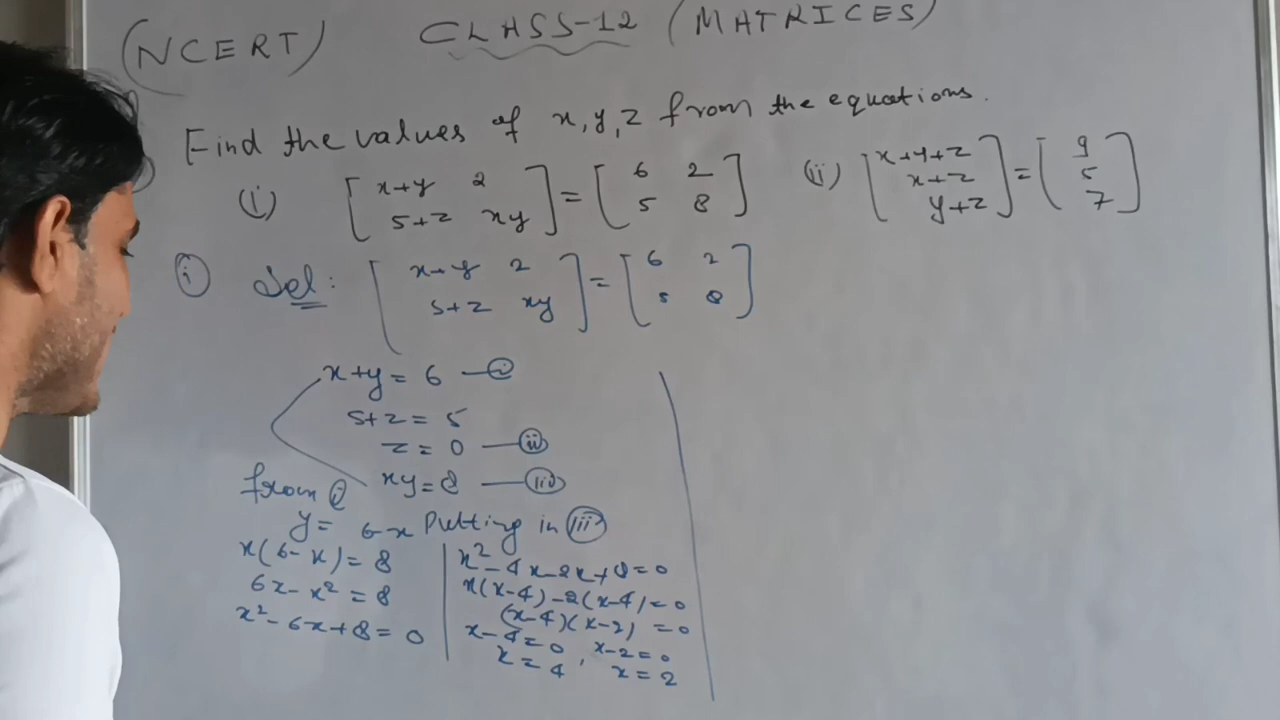 (NCERT) CLASS-12 (MATRICES)
Find the values of x, y, z from the equations.
(i) [ x+y 2 ] = [ 6 2 ] (ii) [ x+y+z ] = [ 9 ]
[ 5+z xy ] [ 5 8 ] [ x+z ] [ 5 ]
[ y+z ] [ 7 ]
(i) Sol: [ x+y 2 ] = [ 6 2 ]
[ 5+z xy ] [ 5 8 ]
x+y = 6 — (i)
5+z = 5
z = 0 — (ii)
xy = 8 — (iii)
from (i)
y = 6-x Putting in (iii)
x(6-x) = 8
6x - x² = 8
x² - 6x + 8 = 0
x² - 4x - 2x + 8 = 0
x(x-4) - 2(x-4) = 0
(x-4)(x-2) = 0
x-4 = 0, x-2 = 0
x = 4 x = 2